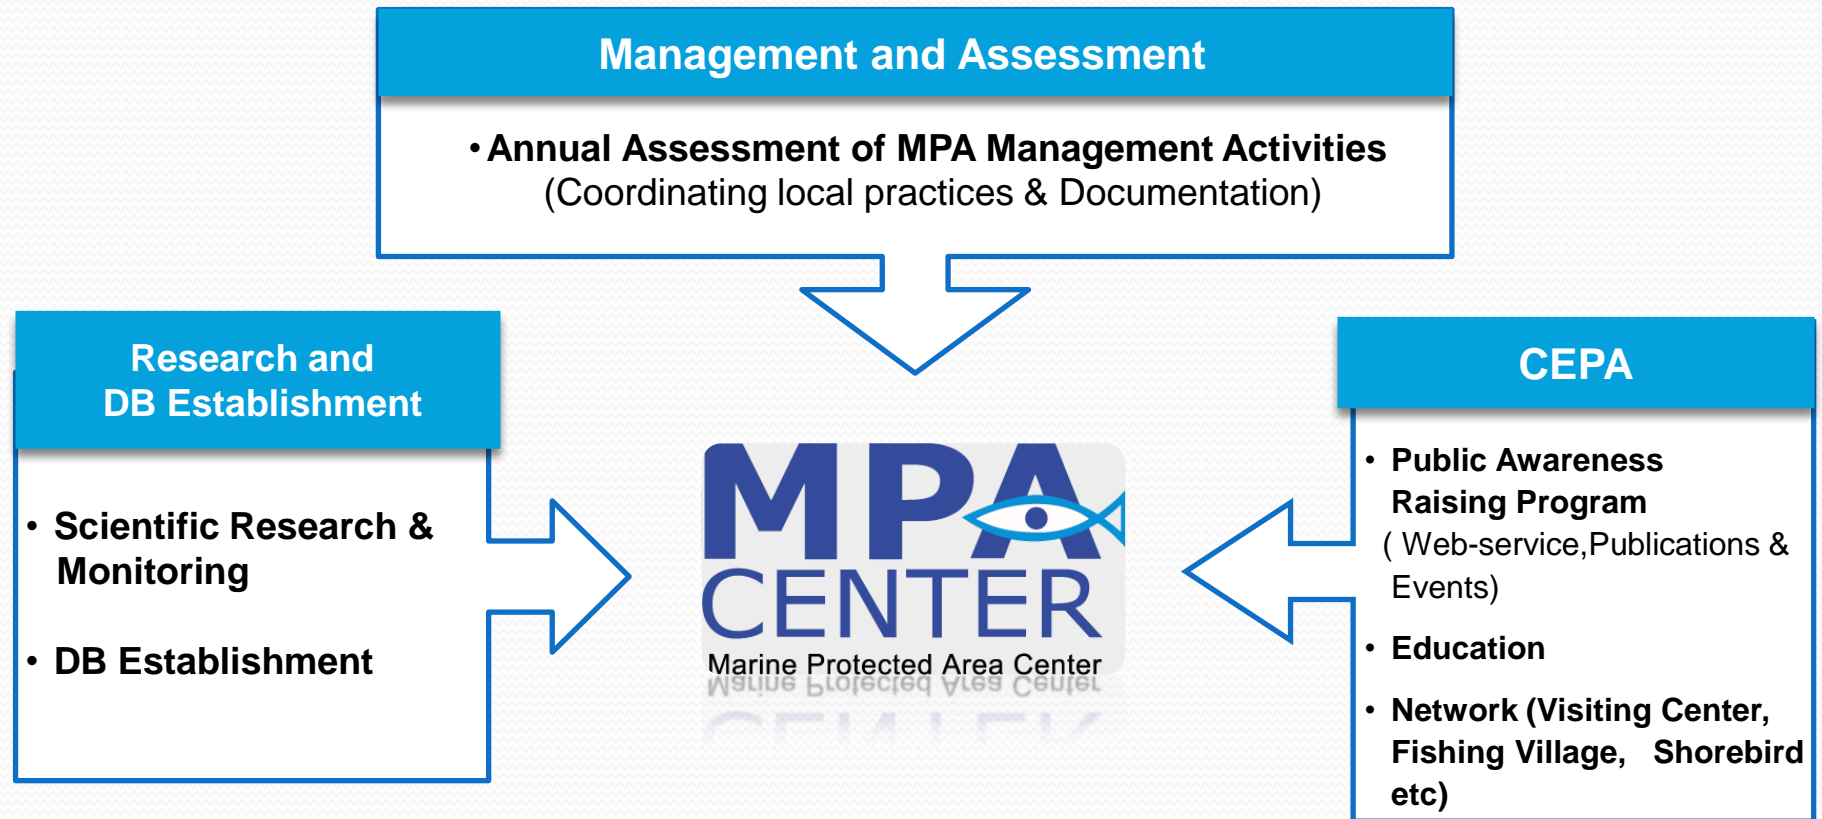 Management and Assessment
• Annual Assessment of MPA Management Activities
(Coordinating local practices & Documentation)
Research and
DB Establishment
• Scientific Research &
Monitoring
• DB Establishment
MPA
CENTER
Marine Protected Area Center
CEPA
• Public Awareness
Raising Program
( Web-service,Publications &
Events)
• Education
• Network (Visiting Center,
Fishing Village, Shorebird
etc)